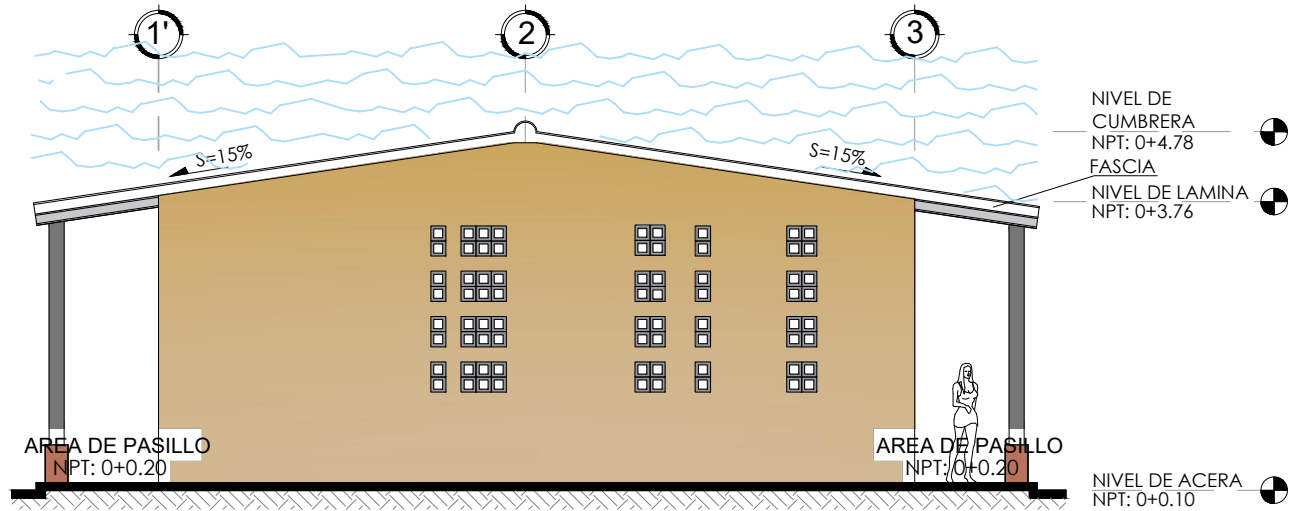 1' 2 3
NIVEL DE
CUMBRERA
NPT: 0+4.78
S=15% S=15%
FASCIA
NIVEL DE LAMINA
NPT: 0+3.76
AREA DE PASILLO
NPT: 0+0.20
AREA DE PASILLO
NPT: 0+0.20
NIVEL DE ACERA
NPT: 0+0.10